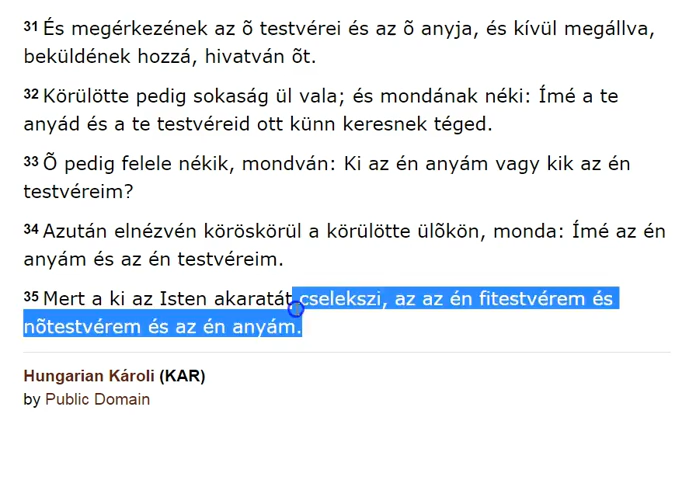 31 És megérkezének az õ testvérei és az õ anyja, és kívül megállva,
beküldének hozzá, hivatván õt.
32 Körülötte pedig sokaság ül vala; és mondának néki: Ímé a te
anyád és a te testvéreid ott künn keresnek téged.
33 Õ pedig felele nékik, mondván: Ki az én anyám vagy kik az én
testvéreim?
34 Azután elnézvén köröskörül a körülötte ülõkön, monda: Ímé az én
anyám és az én testvéreim.
35 Mert a ki az Isten akaratát cselekszi, az az én fitestvérem és
nõtestvérem és az én anyám.
Hungarian Károli (KAR)
by Public Domain